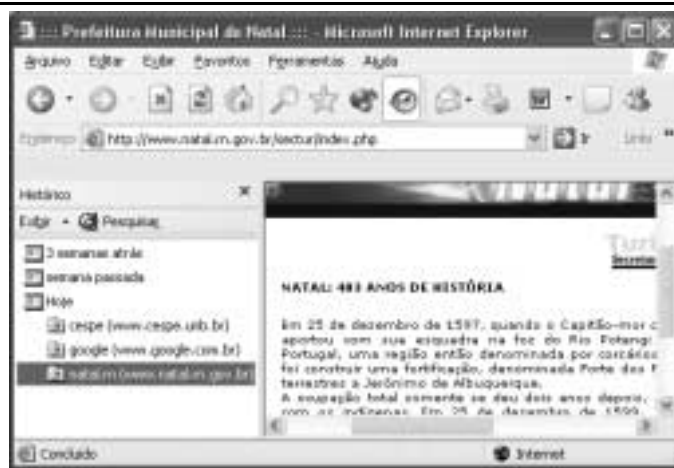 ::: Prefeitura Municipal de Natal ::: - Microsoft Internet Explorer
Arquivo Editar Exibir Favoritos Ferramentas Ajuda
Endereço http://www.natal.rn.gov.br/sectur/index.php Ir Links »
Histórico
Exibir Pesquisar
3 semanas atrás
semana passada
Hoje
cespe (www.cespe.unb.br)
google (www.google.com.br)
natal.rn (www.natal.rn.gov.br)
Turi
Secretar
NATAL: 403 ANOS DE HISTÓRIA
Em 25 de dezembro de 1597, quando o Capitão-mor
aportou com sua esquadra na foz do Rio Potengi
Portugal, uma região então denominada por corsários
foi construir uma fortificação, denominada Forte dos
terrestres a Jerônimo de Albuquerque.
A ocupação total somente se deu dois anos depois,
com os indígenas. Em 25 de dezembro de 1599
Concluído Internet